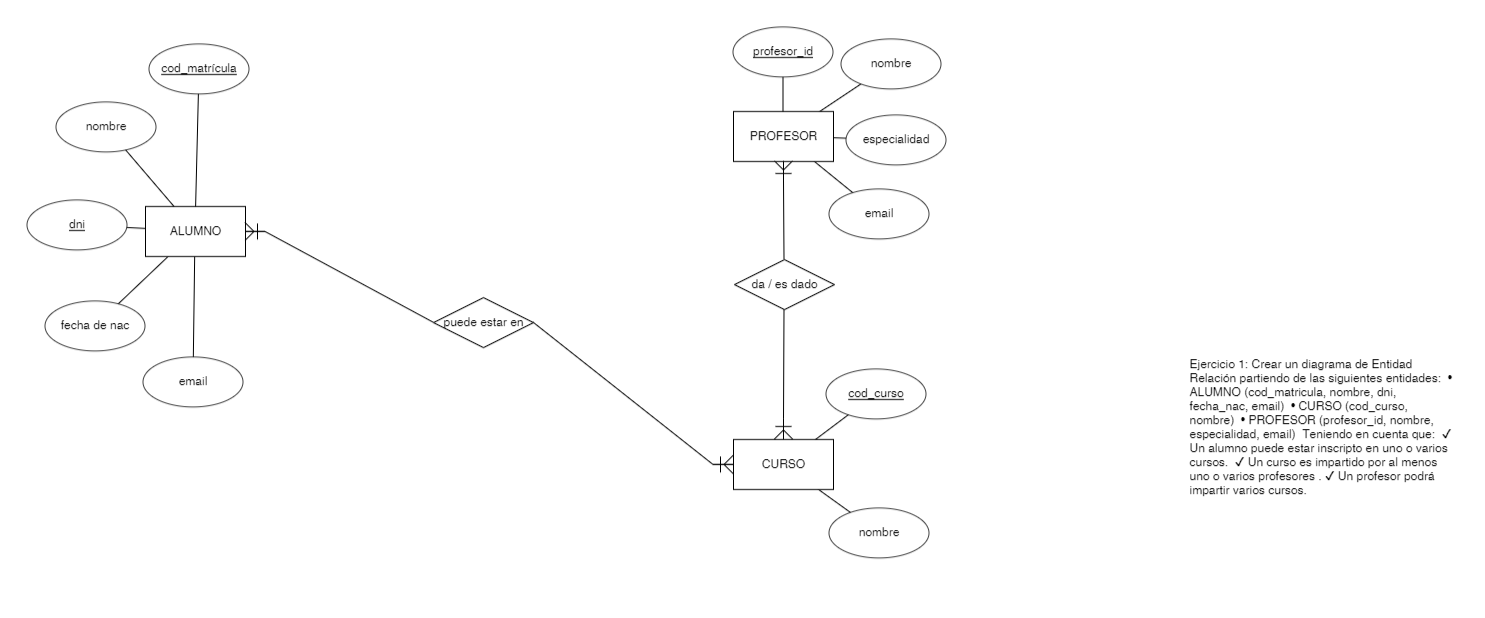 cod_matrícula
nombre
dni
ALUMNO
fecha de nac
email
puede estar en
profesor_id
nombre
PROFESOR
especialidad
email
da / es dado
cod_curso
CURSO
nombre
Ejercicio 1: Crear un diagrama de Entidad
Relación partiendo de las siguientes entidades:  •
ALUMNO (cod_matricula, nombre, dni,
fecha_nac, email)  • CURSO (cod_curso,
nombre)  • PROFESOR (profesor_id, nombre,
especialidad, email)  Teniendo en cuenta que:  ✓
Un alumno puede estar inscripto en uno o varios
cursos.  ✓ Un curso es impartido por al menos
uno o varios profesores . ✓ Un profesor podrá
impartir varios cursos.